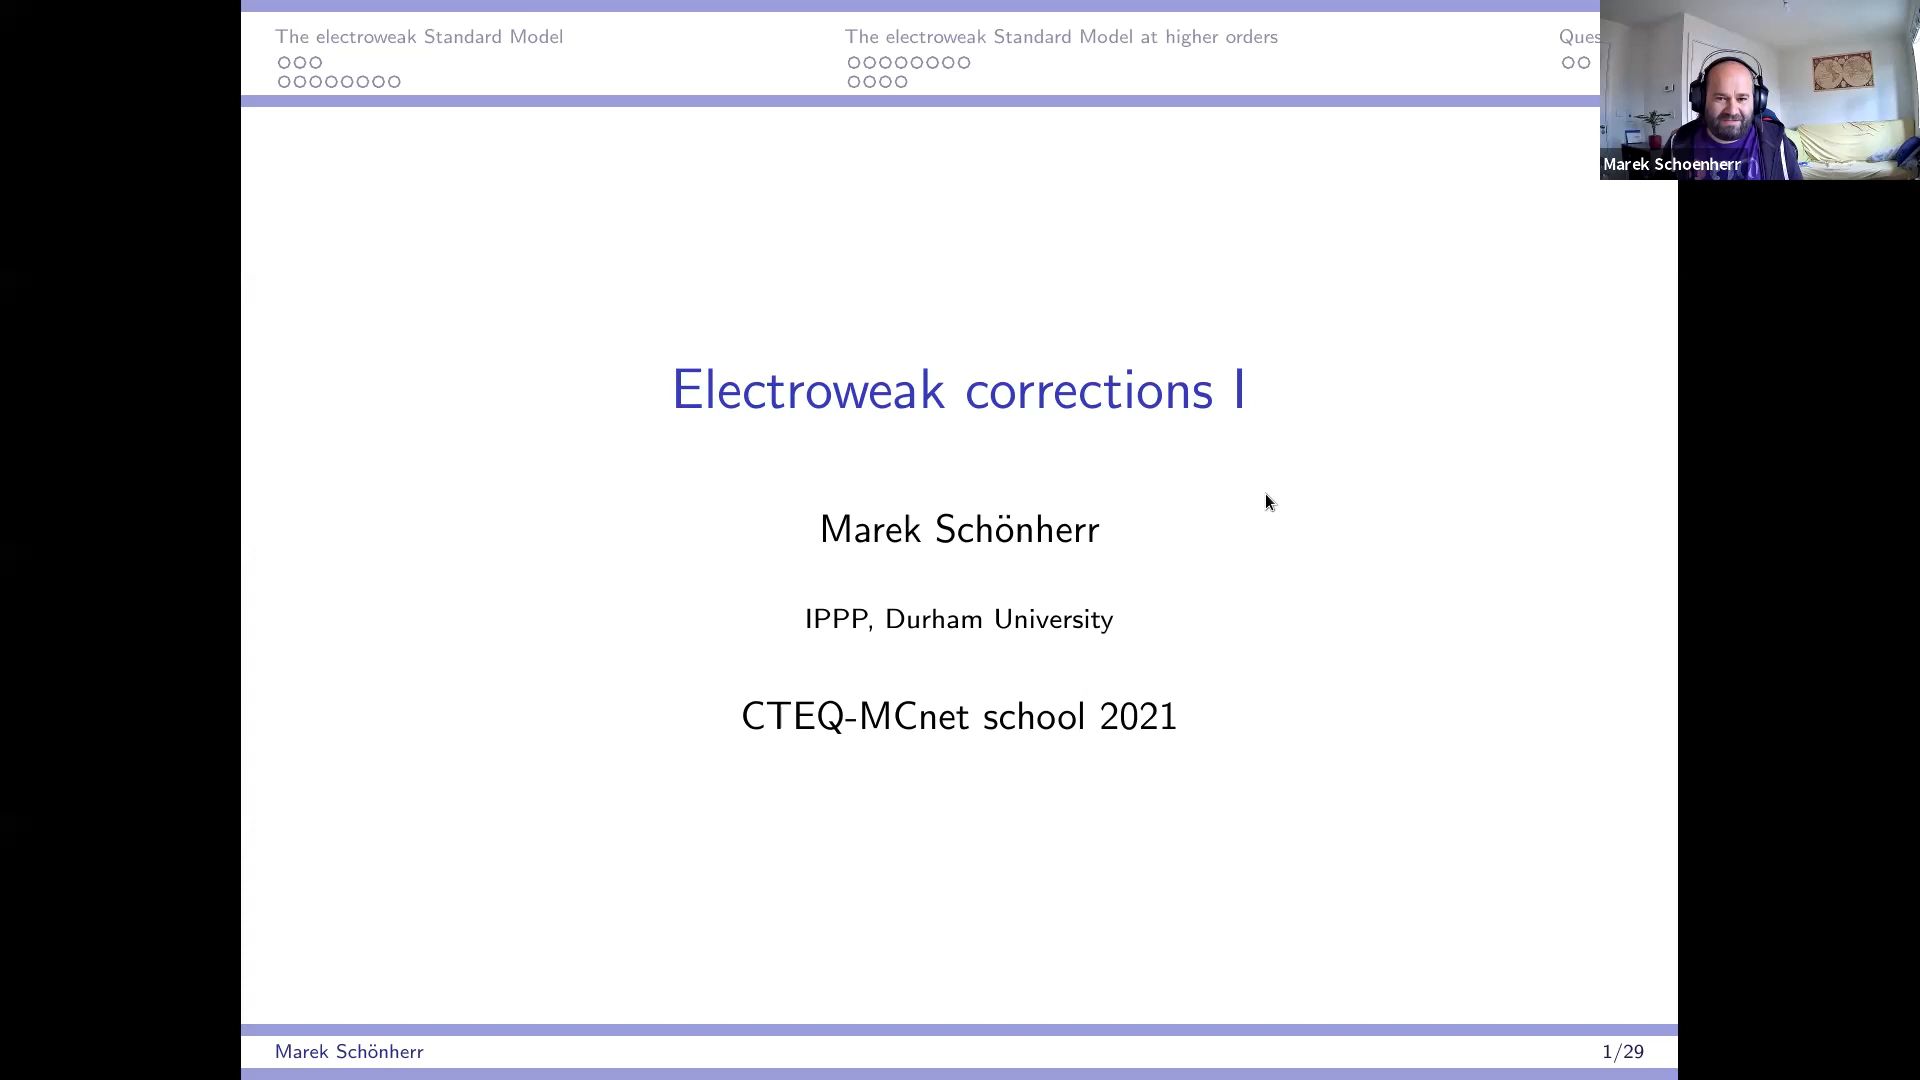 The electroweak Standard Model
The electroweak Standard Model at higher orders
Ques
Marek Schoenherr
Electroweak corrections I
Marek Schönherr
IPPP, Durham University
CTEQ-MCnet school 2021
Marek Schönherr
1/29